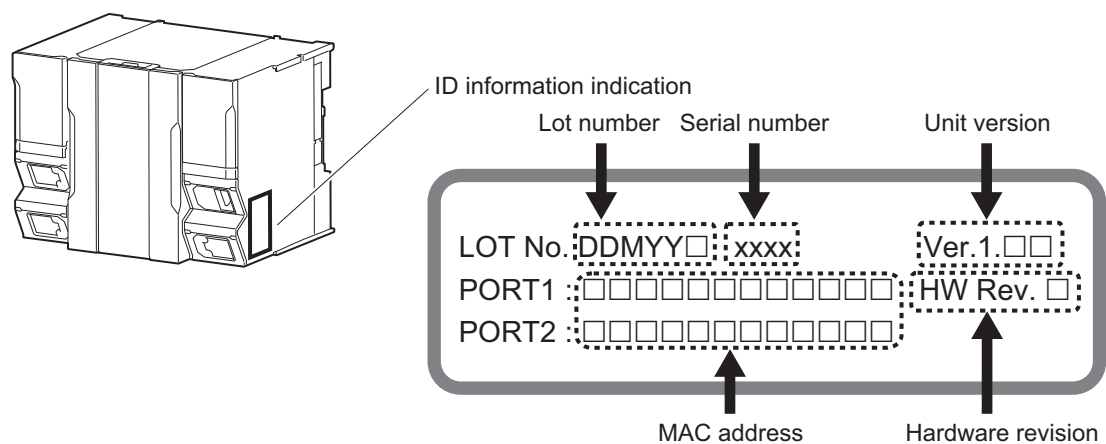 ID information indication
Lot number Serial number Unit version
LOT No. DDMYY□ xxxx Ver.1.□□
PORT1 : □□□□□□□□□□□□ HW Rev. □
PORT2 : □□□□□□□□□□□□
MAC address Hardware revision